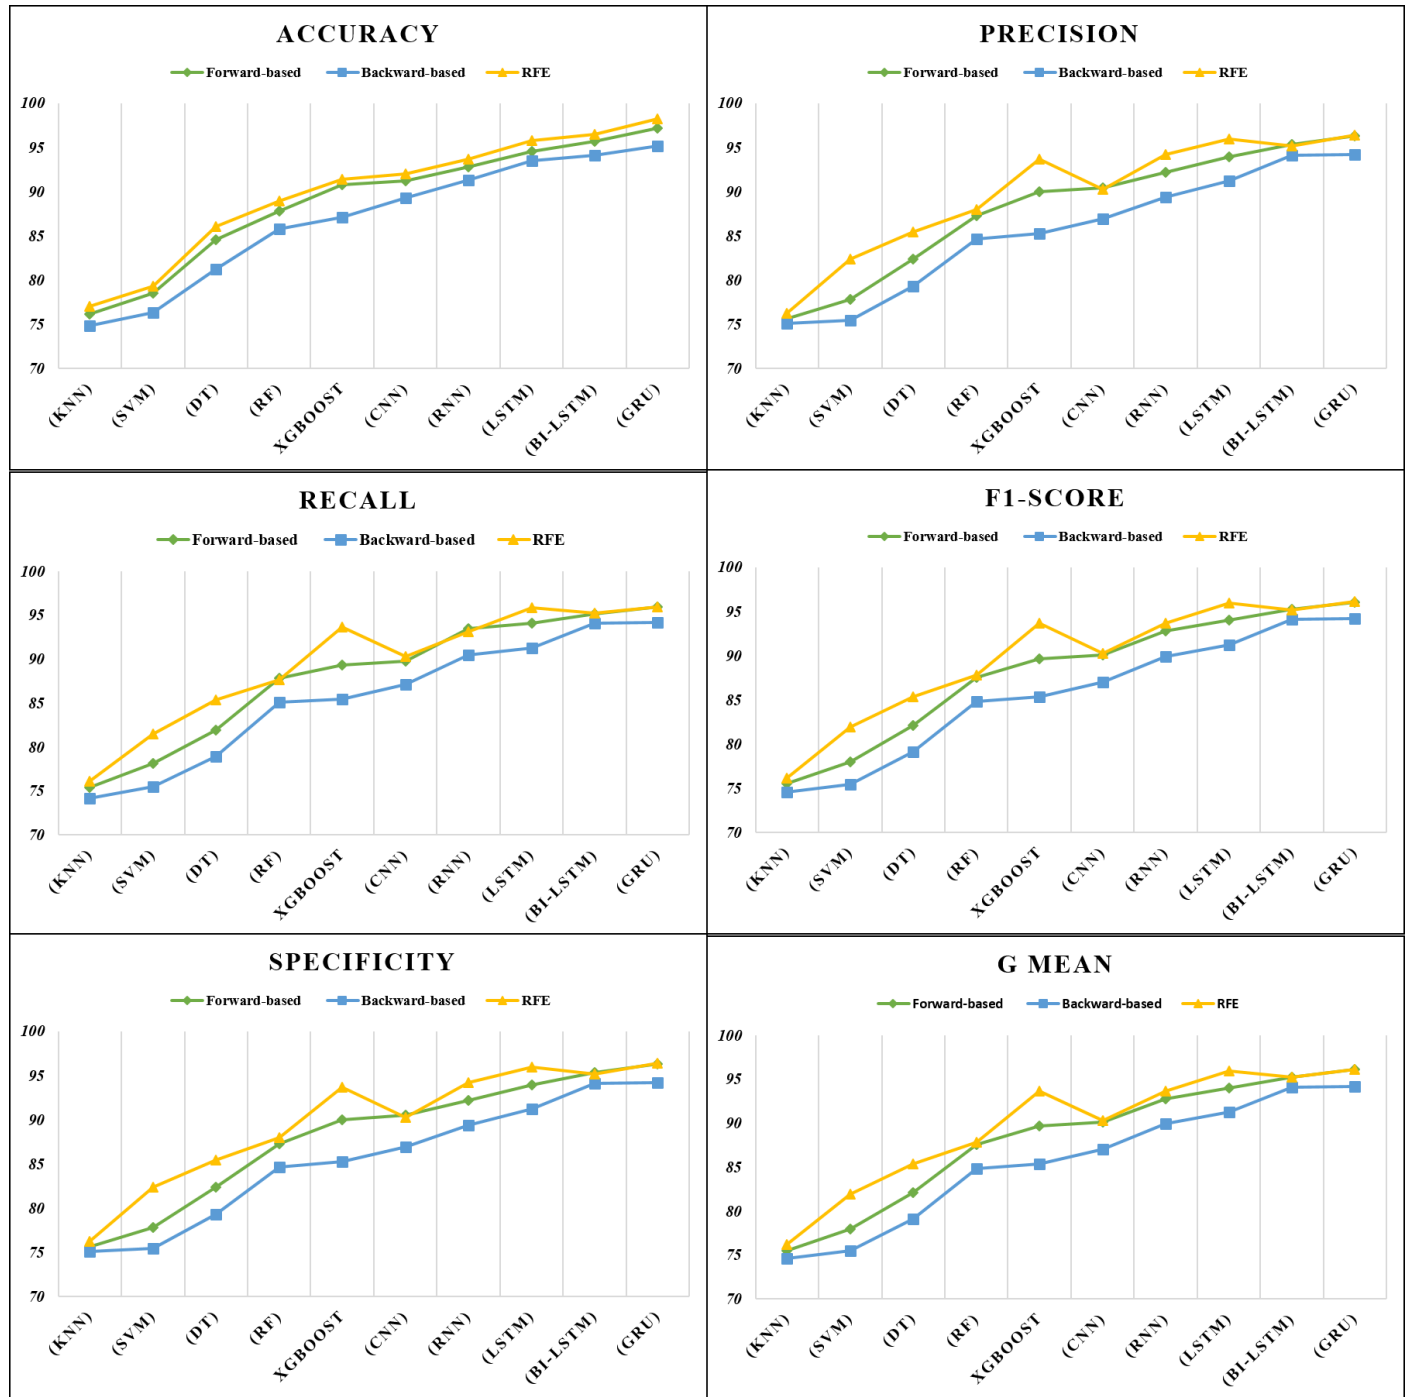 ACCURACY
Forward-based Backward-based RFE
100
95
90
85
80
75
70
(KNN) (SVM) (DT) (RF) XGBOOST (CNN) (RNN) (LSTM) (BI-LSTM) (GRU)
PRECISION
Forward-based Backward-based RFE
100
95
90
85
80
75
70
(KNN) (SVM) (DT) (RF) XGBOOST (CNN) (RNN) (LSTM) (BI-LSTM) (GRU)
RECALL
Forward-based Backward-based RFE
100
95
90
85
80
75
70
(KNN) (SVM) (DT) (RF) XGBOOST (CNN) (RNN) (LSTM) (BI-LSTM) (GRU)
F1-SCORE
Forward-based Backward-based RFE
100
95
90
85
80
75
70
(KNN) (SVM) (DT) (RF) XGBOOST (CNN) (RNN) (LSTM) (BI-LSTM) (GRU)
SPECIFICITY
Forward-based Backward-based RFE
100
95
90
85
80
75
70
(KNN) (SVM) (DT) (RF) XGBOOST (CNN) (RNN) (LSTM) (BI-LSTM) (GRU)
G MEAN
Forward-based Backward-based RFE
100
95
90
85
80
75
70
(KNN) (SVM) (DT) (RF) XGBOOST (CNN) (RNN) (LSTM) (BI-LSTM) (GRU)